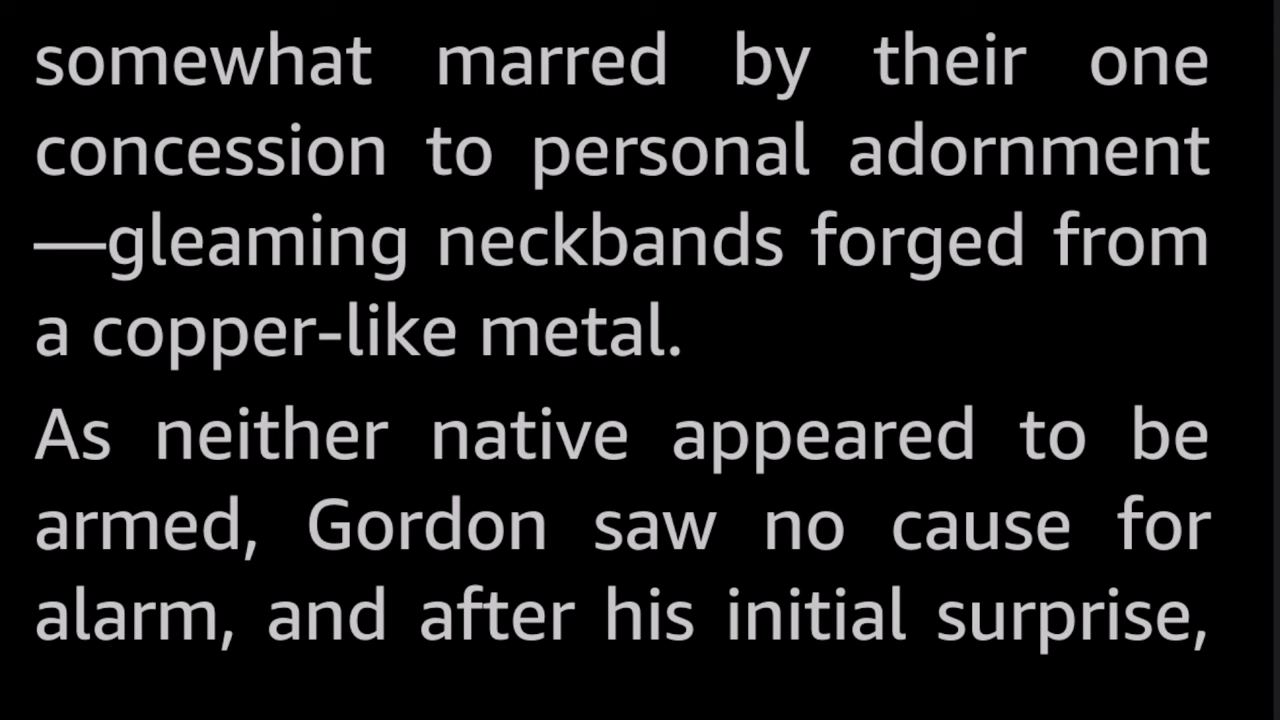 somewhat marred by their one
concession to personal adornment
—gleaming neckbands forged from
a copper-like metal.
As neither native appeared to be
armed, Gordon saw no cause for
alarm, and after his initial surprise,